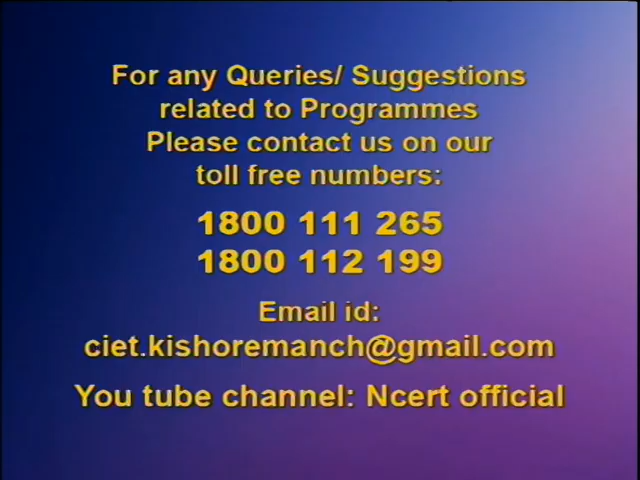 For any Queries/ Suggestions
related to Programmes
Please contact us on our
toll free numbers:
1800 111 265
1800 112 199
Email id:
ciet.kishoremanch@gmail.com
You tube channel: Ncert official